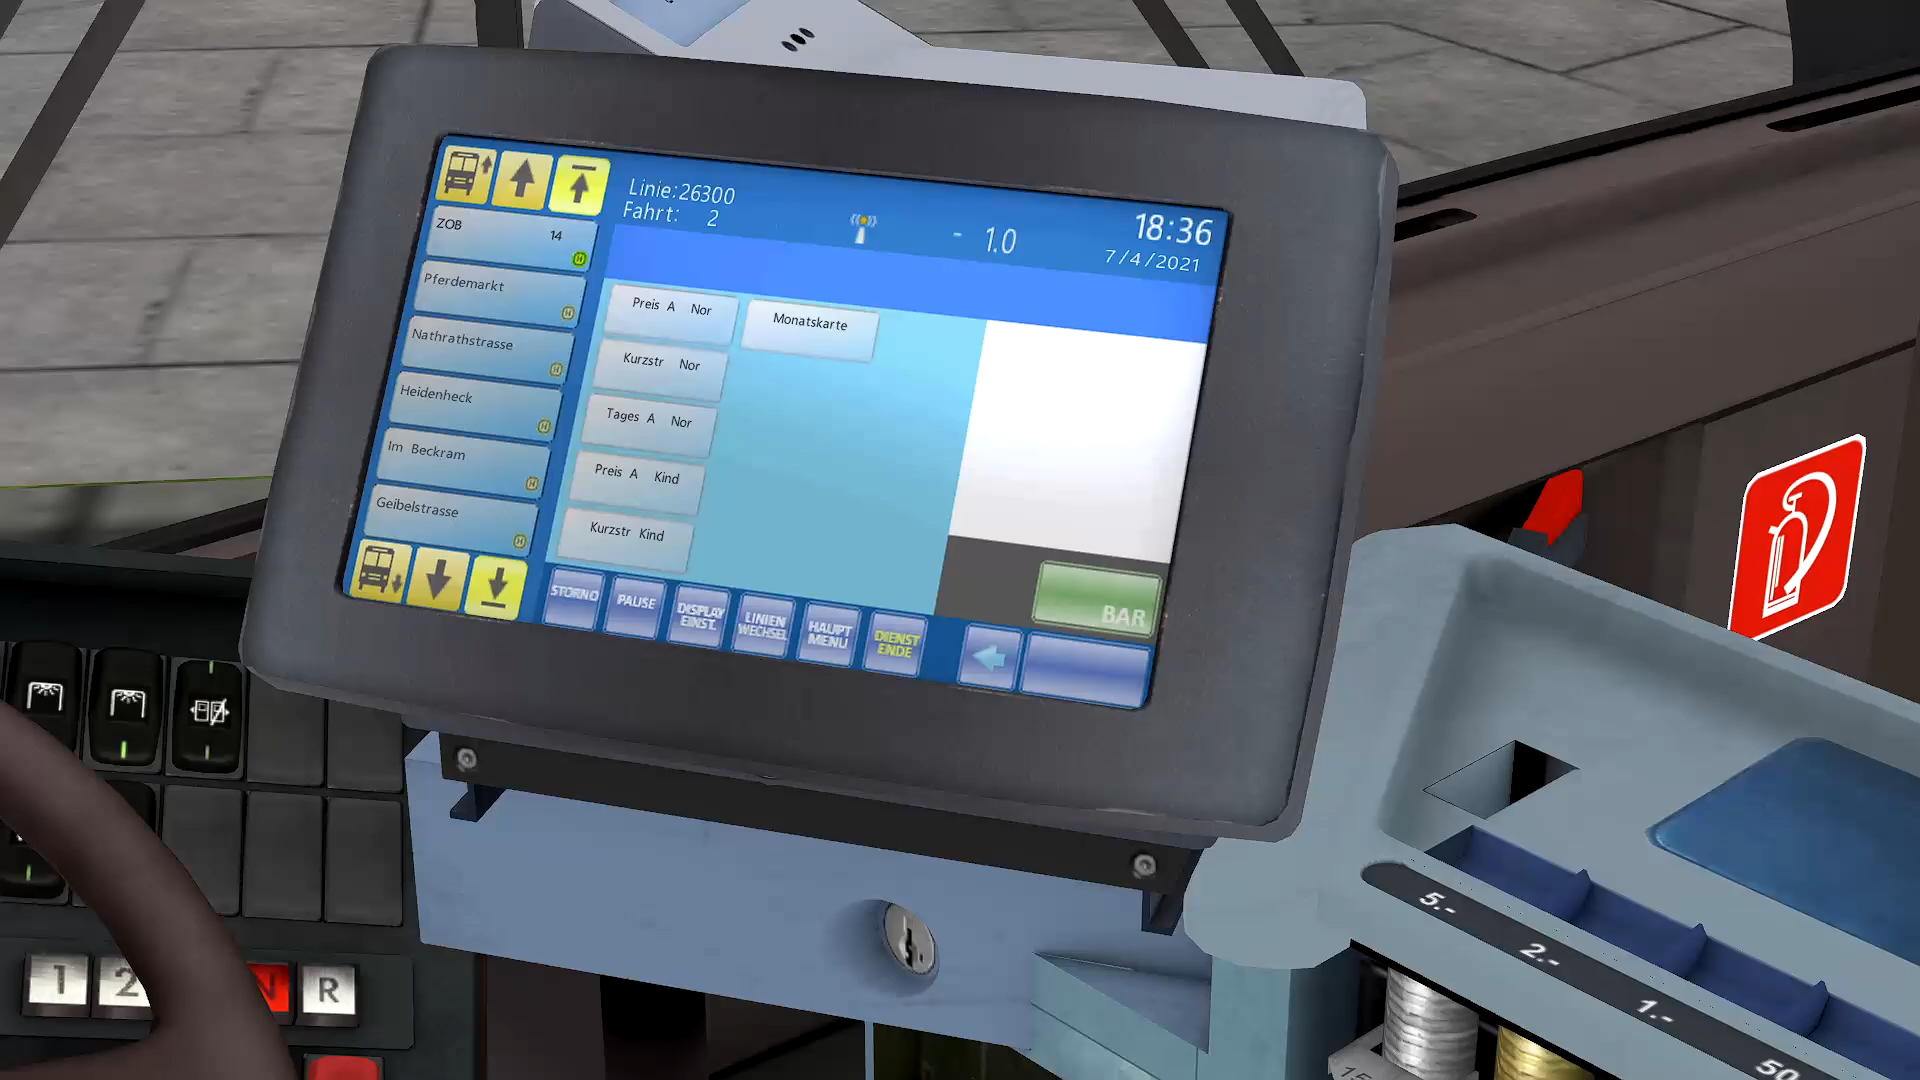 Linie:26300
Fahrt: 2
- 1.0
18:36
7/4/2021
ZOB 14
Pferdemarkt
Nathrathstrasse
Heidenheck
Im Beckram
Geibelstrasse
Preis A Nor
Monatskarte
Kurzstr Nor
Tages A Nor
Preis A Kind
Kurzstr Kind
BAR
STORNO
PAUSE
DISPLAY
EINST.
LINIEN
WECHSEL
HAUPT
MENU
DIENST
ENDE
1
2
N
R
5.-
2.-
1.-
50